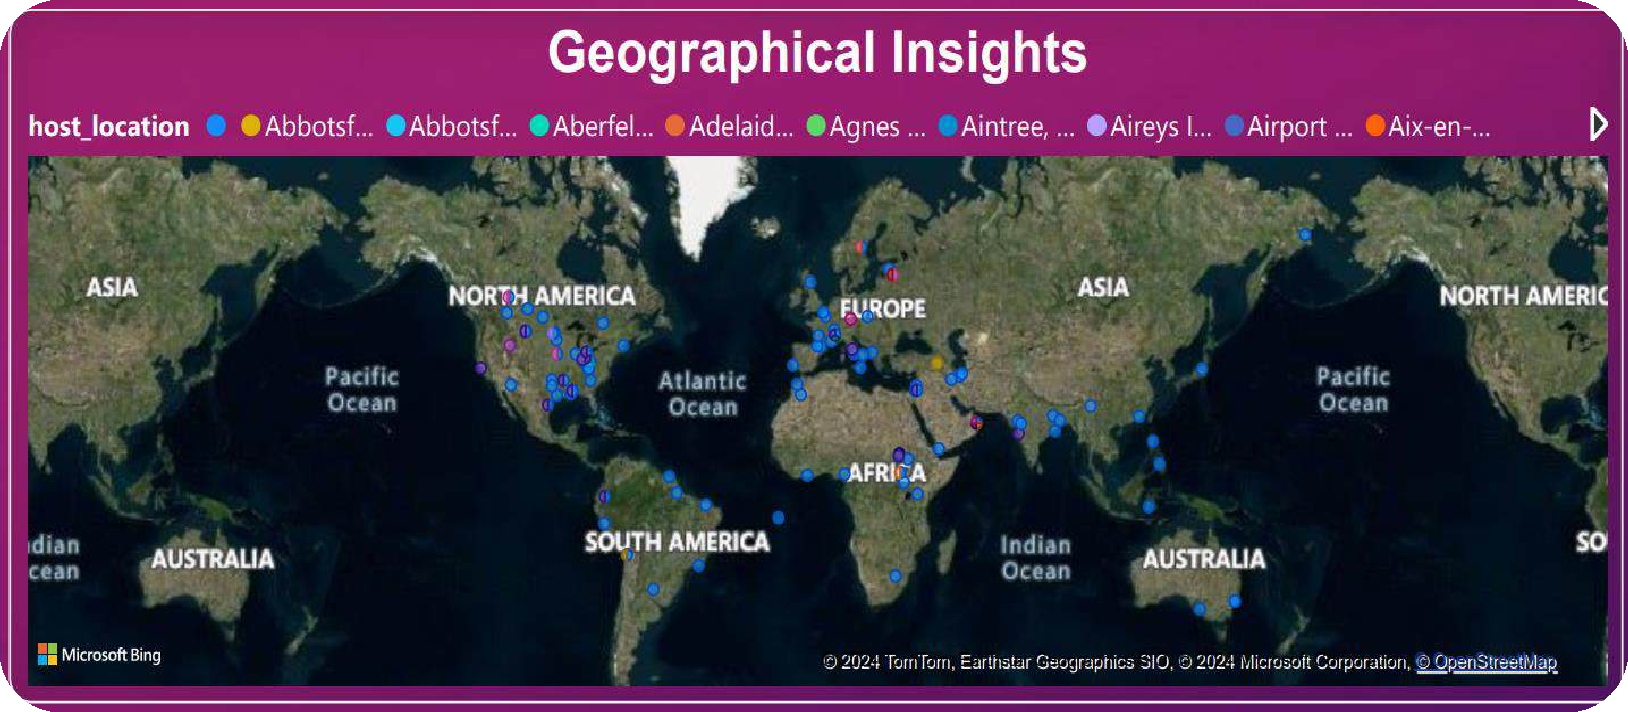 Geographical Insights
host_location Abbotsf... Abbotsf... Aberfel... Adelaid... Agnes ... Aintree, ... Aireys I... Airport ... Aix-en-...
ASIA
NORTH AMERICA
EUROPE
ASIA
NORTH AMERIC
Pacific
Ocean
Atlantic
Ocean
Pacific
Ocean
AFRICA
SOUTH AMERICA
SO
dian
cean
AUSTRALIA
Indian
Ocean
AUSTRALIA
Microsoft Bing
© 2024 TomTom, Earthstar Geographics SIO, © 2024 Microsoft Corporation, © OpenStreetMap